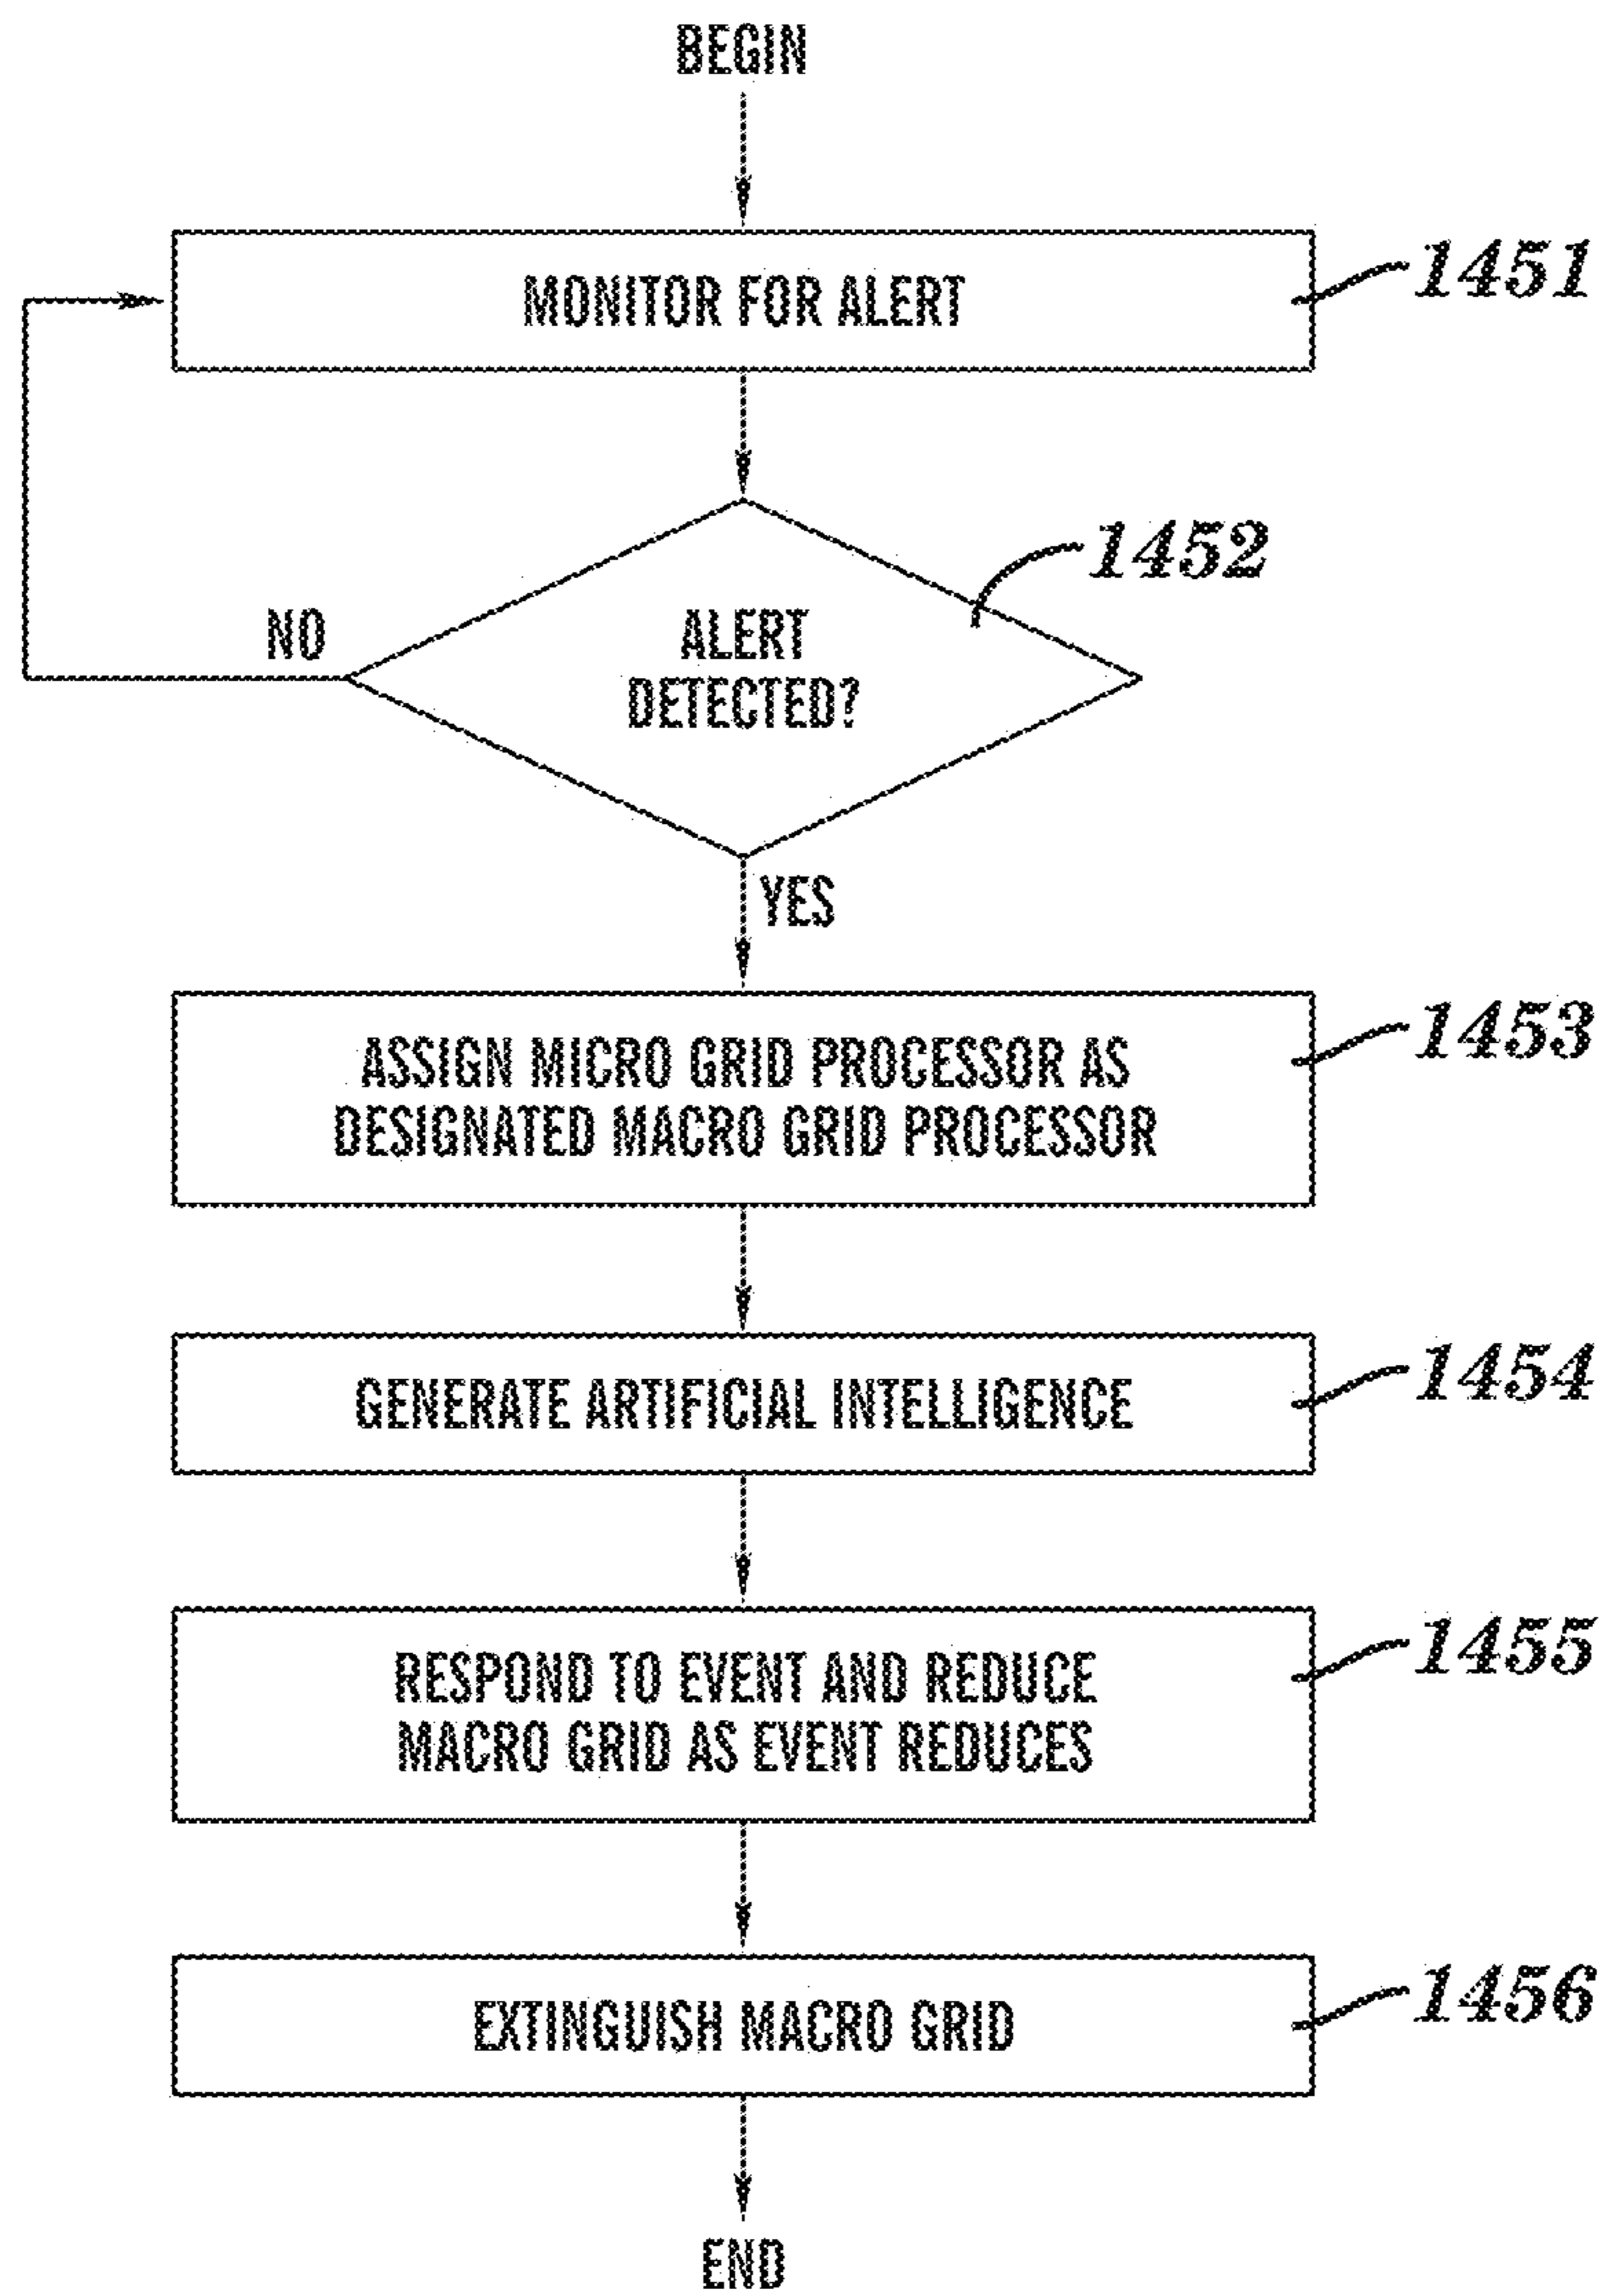 BEGIN
MONITOR FOR ALERT
1451
1452
ALERT
DETECTED?
NO
YES
ASSIGN MICRO GRID PROCESSOR AS
DESIGNATED MACRO GRID PROCESSOR
1453
GENERATE ARTIFICIAL INTELLIGENCE
1454
RESPOND TO EVENT AND REDUCE
MACRO GRID AS EVENT REDUCES
1455
EXTINGUISH MACRO GRID
1456
END